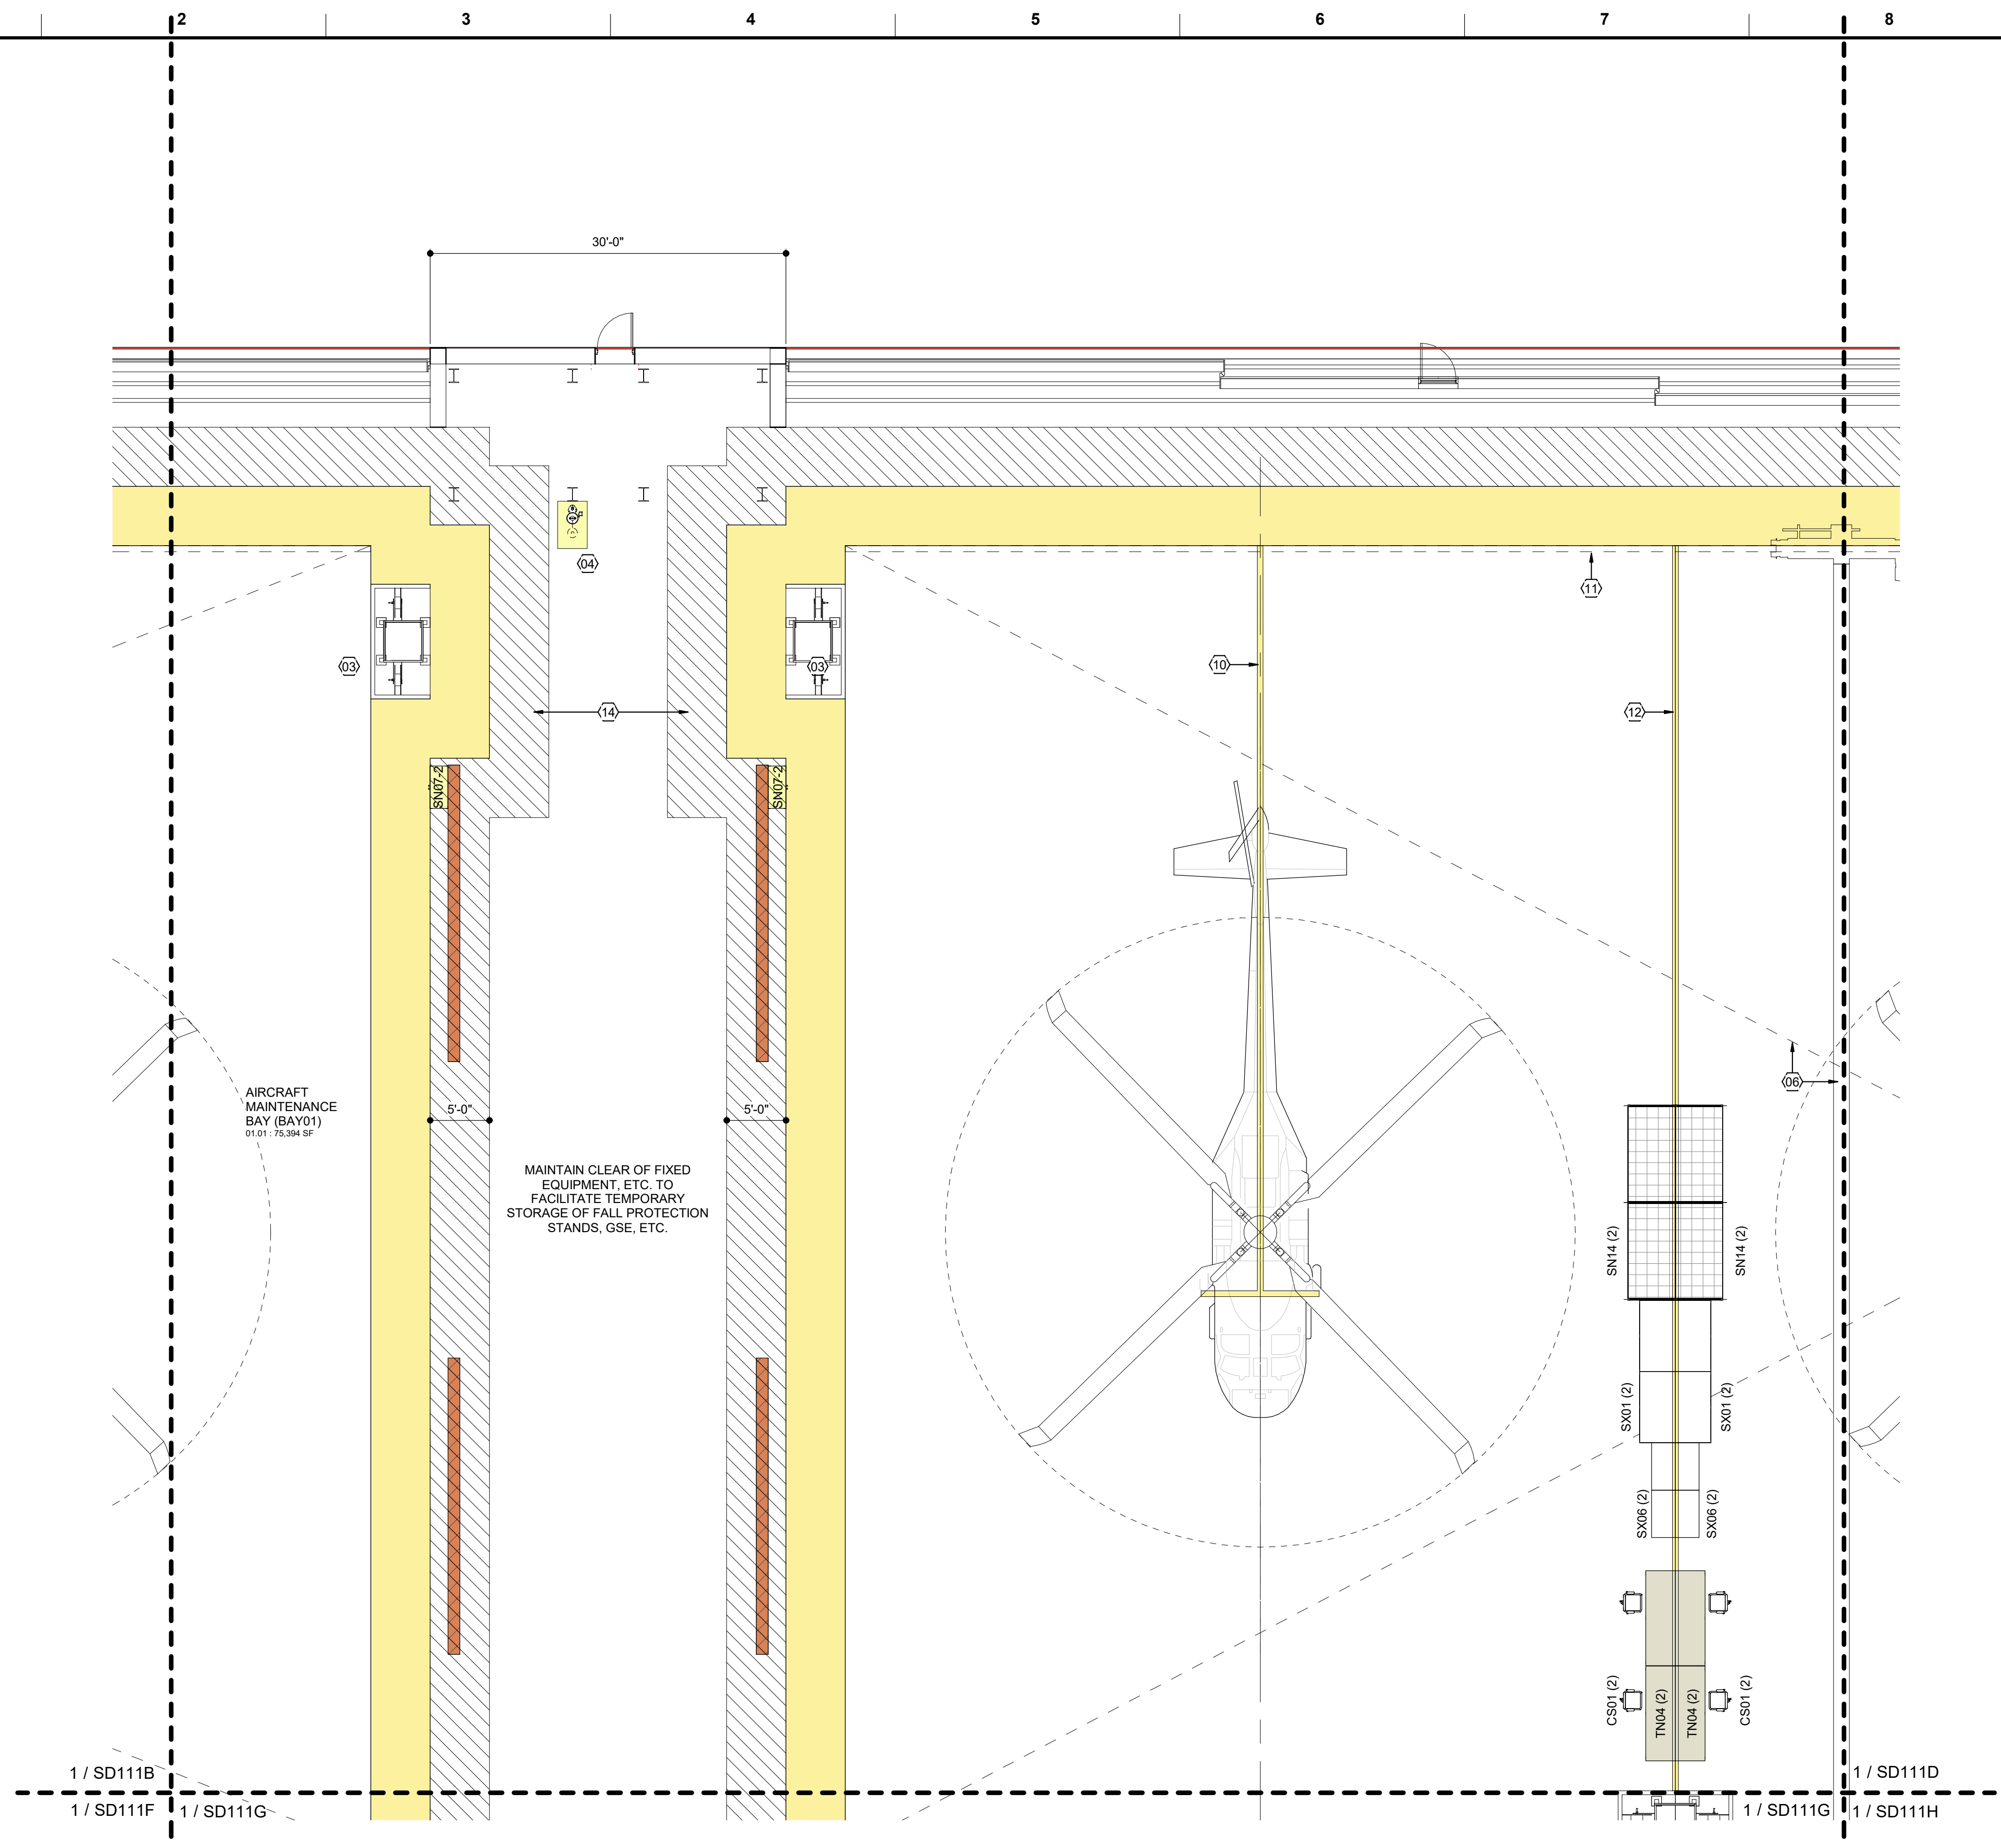 2
3
4
5
6
7
8
30'-0"
04
11
03
03
10
14
12
SN07-2
SN07-2
06
AIRCRAFT
MAINTENANCE
BAY (BAY01)
01.01 : 75,394 SF
5'-0"
5'-0"
MAINTAIN CLEAR OF FIXED
EQUIPMENT, ETC. TO
FACILITATE TEMPORARY
STORAGE OF FALL PROTECTION
STANDS, GSE, ETC.
SN14 (2)
SN14 (2)
SX01 (2)
SX01 (2)
SX06 (2)
SX06 (2)
CS01 (2)
TN04 (2)
TN04 (2)
CS01 (2)
1 / SD111B
1 / SD111D
1 / SD111F
1 / SD111G
1 / SD111G
1 / SD111H